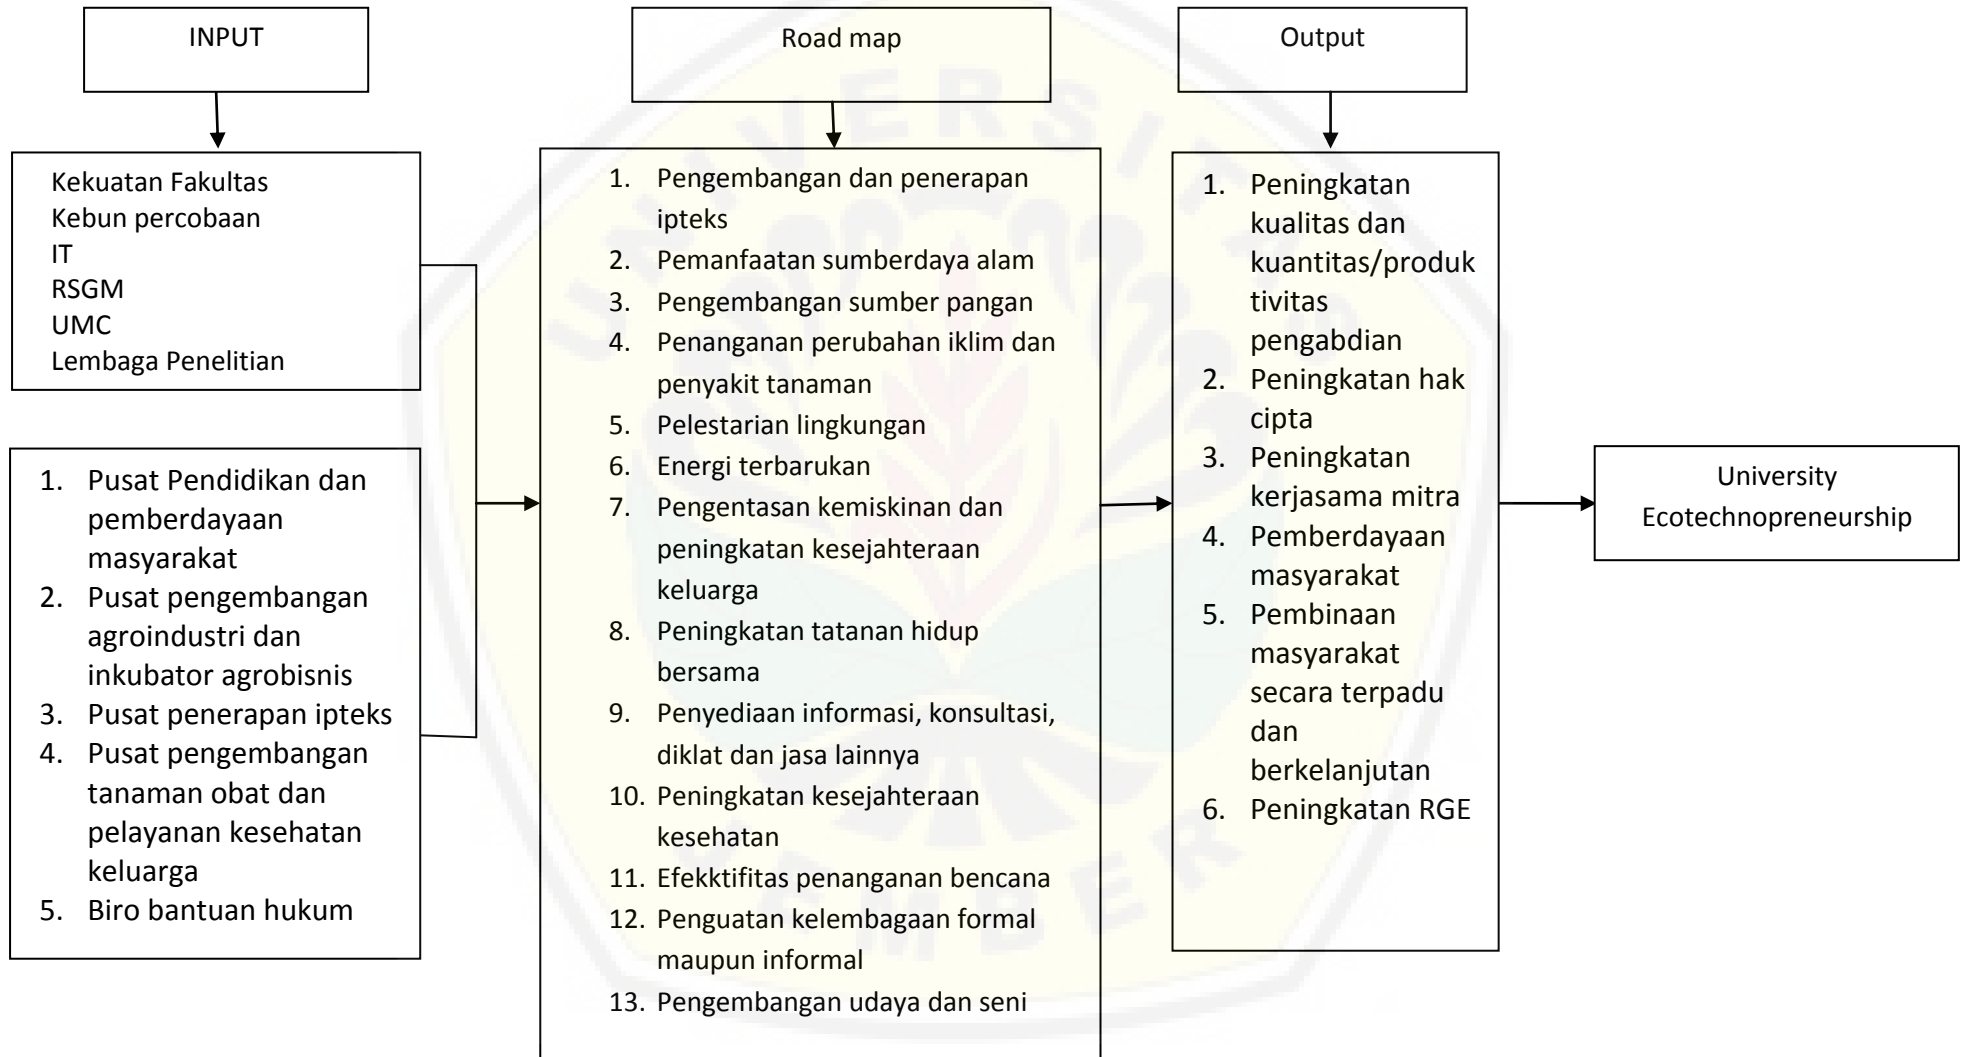 INPUT
Kekuatan Fakultas
Kebun percobaan
IT
RSGM
UMC
Lembaga Penelitian
1. Pusat Pendidikan dan
pemberdayaan
masyarakat
2. Pusat pengembangan
agroindustri dan
inkubator agrobisnis
3. Pusat penerapan ipteks
4. Pusat pengembangan
tanaman obat dan
pelayanan kesehatan
keluarga
5. Biro bantuan hukum
Road map
1. Pengembangan dan penerapan
ipteks
2. Pemanfaatan sumberdaya alam
3. Pengembangan sumber pangan
4. Penanganan perubahan iklim dan
penyakit tanaman
5. Pelestarian lingkungan
6. Energi terbarukan
7. Pengentasan kemiskinan dan
peningkatan kesejahteraan
keluarga
8. Peningkatan tatanan hidup
bersama
9. Penyediaan informasi, konsultasi,
diklat dan jasa lainnya
10. Peningkatan kesejahteraan
kesehatan
11. Efekktifitas penanganan bencana
12. Penguatan kelembagaan formal
maupun informal
13. Pengembangan udaya dan seni
Output
1. Peningkatan
kualitas dan
kuantitas/produk
tivitas
pengabdian
2. Peningkatan hak
cipta
3. Peningkatan
kerjasama mitra
4. Pemberdayaan
masyarakat
5. Pembinaan
masyarakat
secara terpadu
dan
berkelanjutan
6. Peningkatan RGE
University
Ecotechnopreneurship
UNIVERSITAS
JEMBER